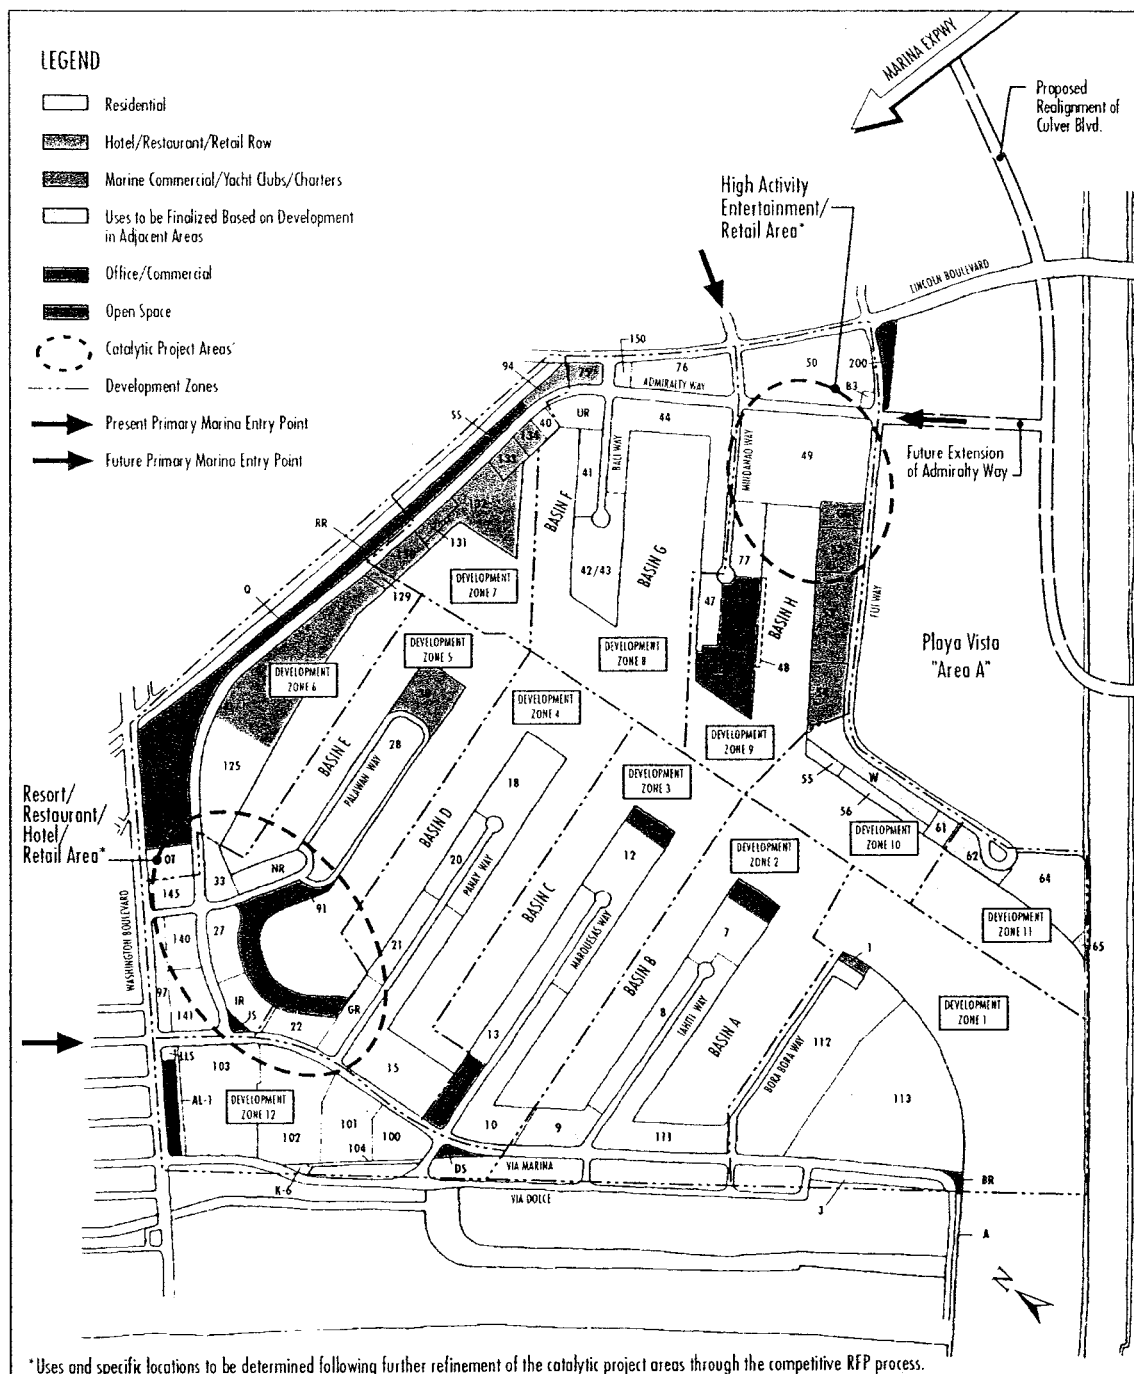 LEGEND
Residential
Hotel/Restaurant/Retail Row
Marine Commercial/Yacht Clubs/Charters
Uses to be Finalized Based on Development
in Adjacent Areas
Office/Commercial
Open Space
Catalytic Project Areas*
Development Zones
Present Primary Marina Entry Point
Future Primary Marina Entry Point
MARINA EXPWY
Proposed
Realignment of
Culver Blvd.
High Activity
Entertainment/
Retail Area*
LINCOLN BOULEVARD
150
94
76
50
200
B3
ADMIRALTY WAY
SS
UR
40
44
134
133
41
BALI WAY
MINDANAO WAY
49
Future Extension
of Admiralty Way
BASIN F
RR
131
132
BASIN G
77
42/43
DEVELOPMENT
ZONE 7
129
47
BASIN H
FIJI WAY
Q
DEVELOPMENT
ZONE 5
DEVELOPMENT
ZONE 8
48
Playa Vista
"Area A"
DEVELOPMENT
ZONE 6
DEVELOPMENT
ZONE 4
DEVELOPMENT
ZONE 9
28
BASIN E
PALAWAN WAY
125
18
DEVELOPMENT
ZONE 3
55
W
56
Resort/
Restaurant/
Hotel/
Retail Area*
BASIN D
61
DEVELOPMENT
ZONE 10
OT
NR
33
20
12
DEVELOPMENT
ZONE 2
62
64
145
PANAY WAY
BASIN C
91
WASHINGTON BOULEVARD
27
140
21
MARQUESAS WAY
7
DEVELOPMENT
ZONE 11
65
1
97
IR
BASIN B
141
JS
22
GR
8
TAHITI WAY
BASIN A
DEVELOPMENT
ZONE 1
LLS
103
13
112
BORA BORA WAY
AL-1
15
113
DEVELOPMENT
ZONE 12
101
10
9
111
102
104
100
DS
VIA MARINA
K-6
VIA DOLCE
J
BR
A
N
*Uses and specific locations to be determined following further refinement of the catalytic project areas through the competitive RFP process.